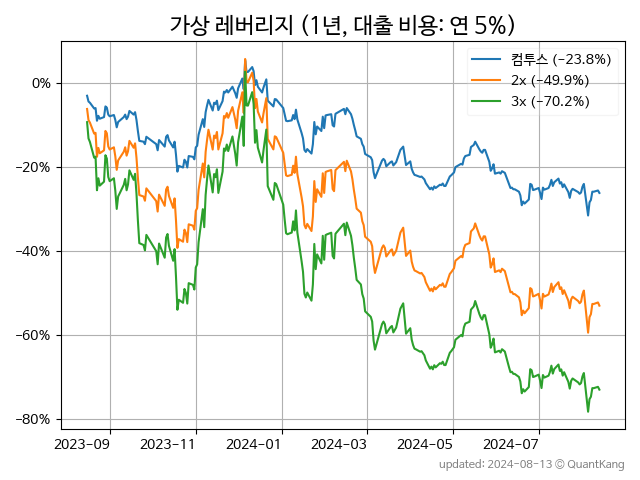 가상 레버리지 (1년, 대출 비용: 연 5%)
컴투스 (−23.8%)
2x (−49.9%)
3x (−70.2%)
0%
−20%
−40%
−60%
−80%
2023−09 2023−11 2024−01 2024−03 2024−05 2024−07
updated: 2024-08-13 © QuantKang